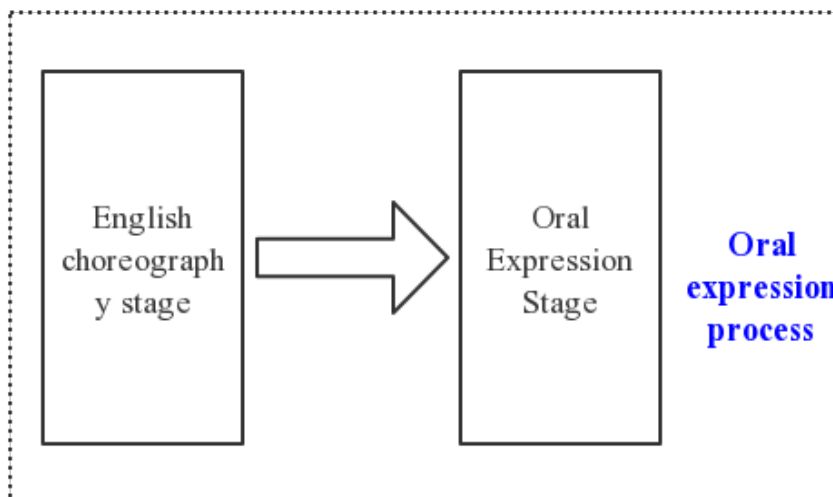 English
choreograph
y stage
Oral
Expression
Stage
Oral
expression
process